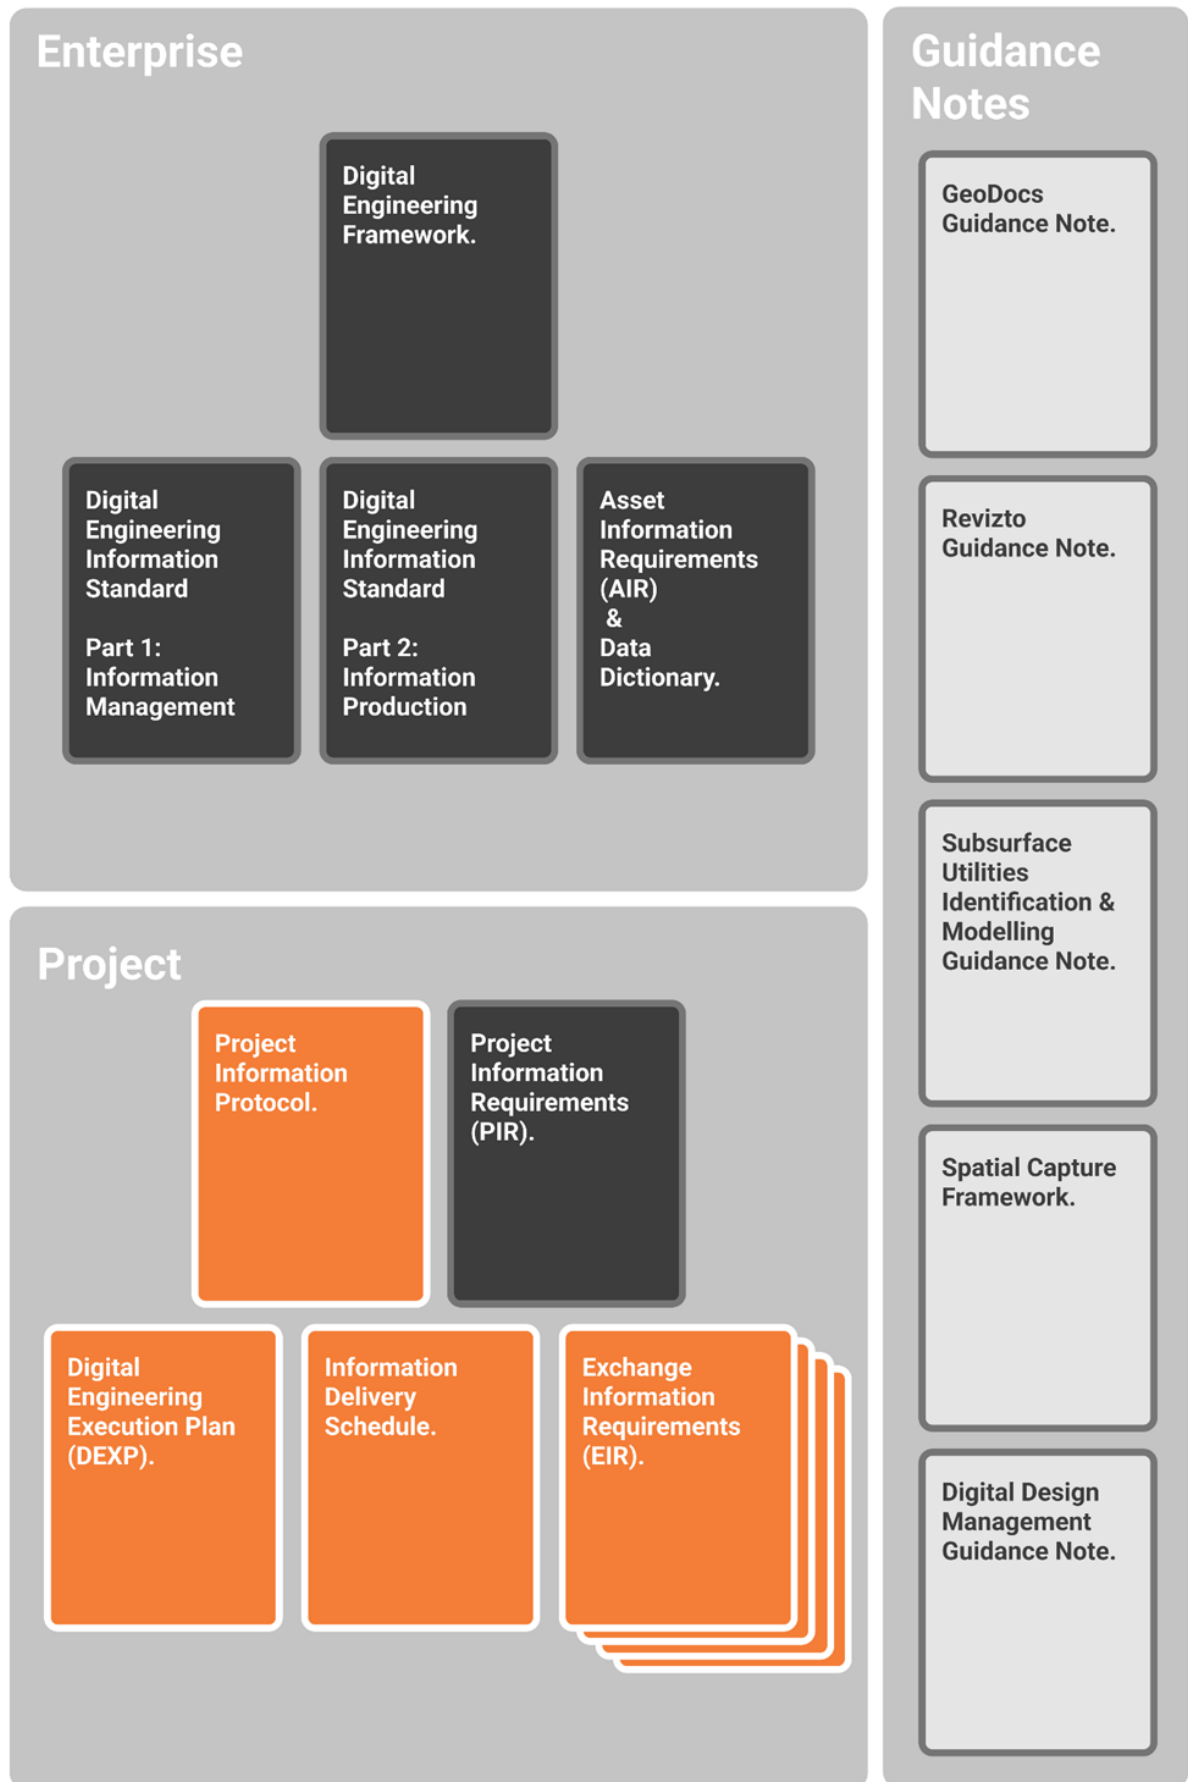 Enterprise
Digital
Engineering
Framework.
Digital
Engineering
Information
Standard
Part 1:
Information
Management
Digital
Engineering
Information
Standard
Part 2:
Information
Production
Asset
Information
Requirements
(AIR)
&
Data
Dictionary.
Project
Project
Information
Protocol.
Project
Information
Requirements
(PIR).
Digital
Engineering
Execution Plan
(DEXP).
Information
Delivery
Schedule.
Exchange
Information
Requirements
(EIR).
Guidance
Notes
GeoDocs
Guidance Note.
Revizto
Guidance Note.
Subsurface
Utilities
Identification &
Modelling
Guidance Note.
Spatial Capture
Framework.
Digital Design
Management
Guidance Note.